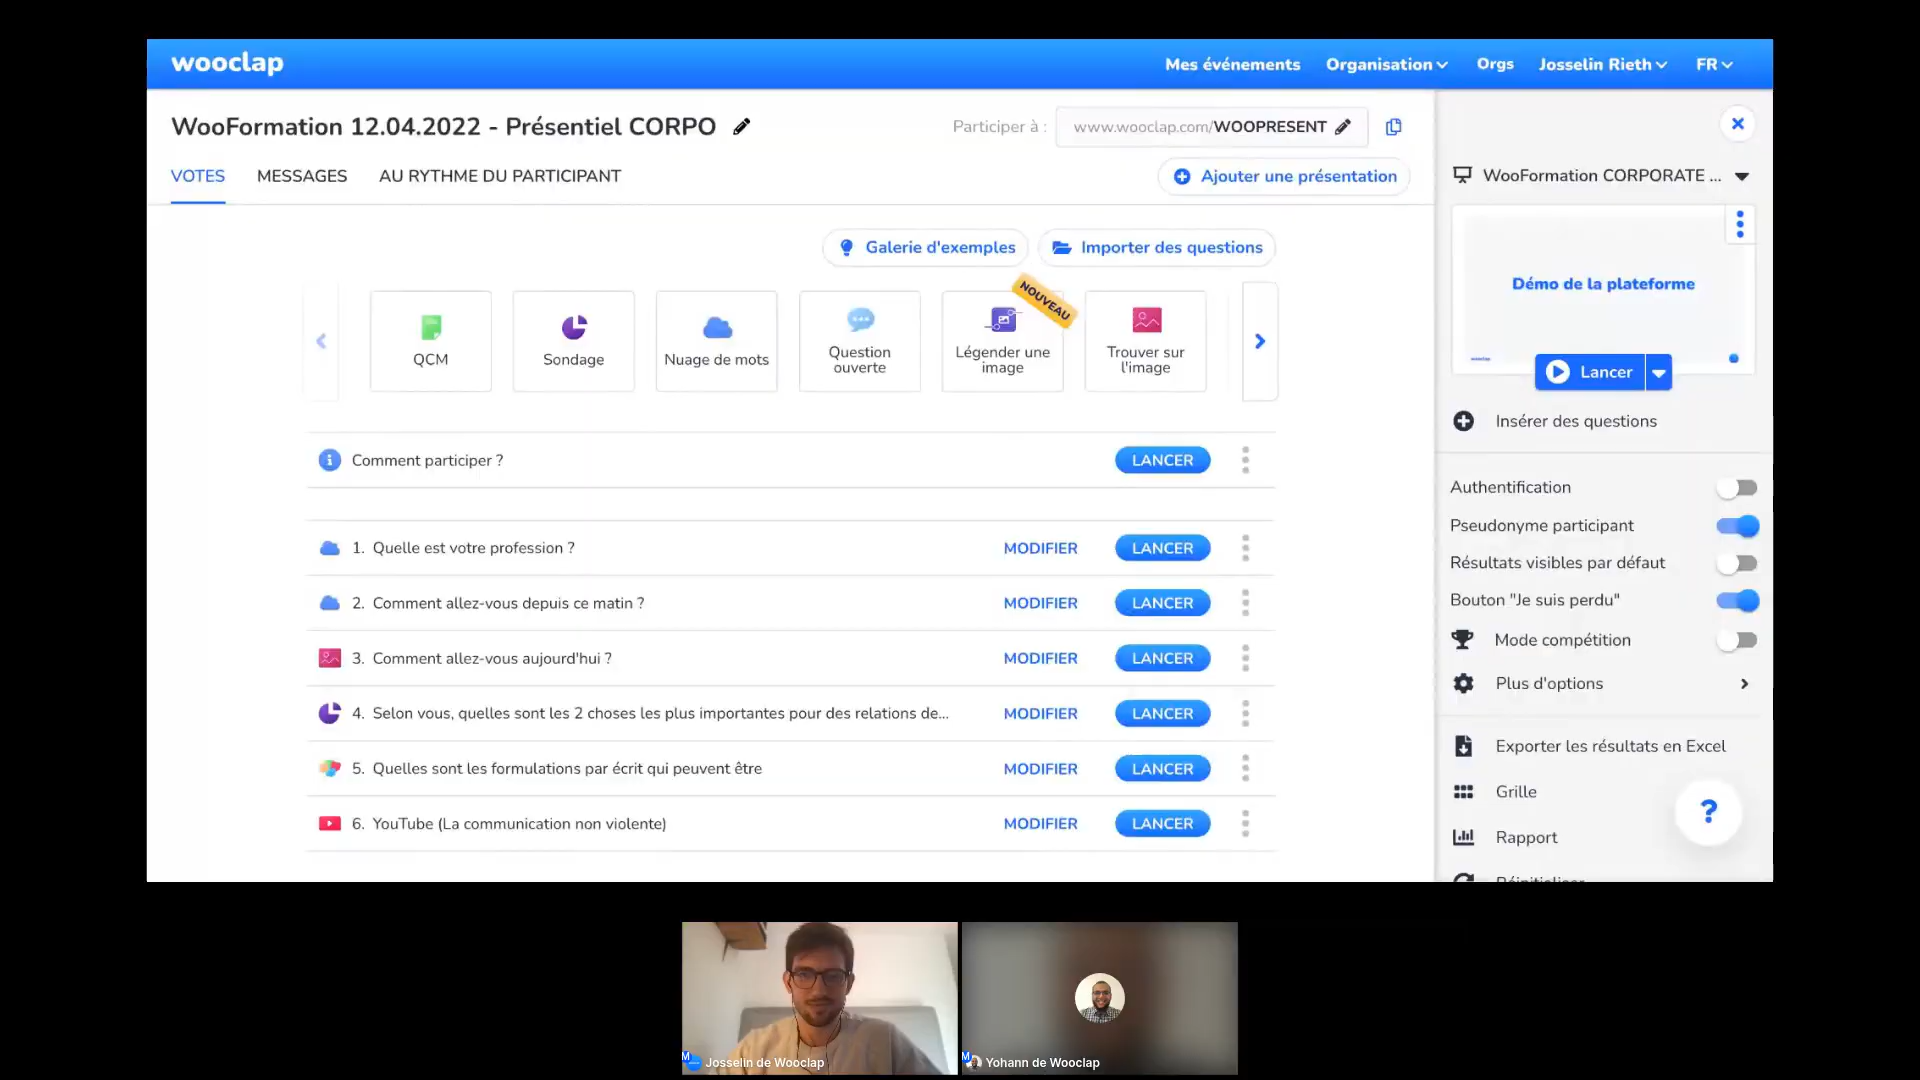 wooclap
Mes événements
Organisation
Orgs
Josselin Rieth
FR
WooFormation 12.04.2022 - Présentiel CORPO
Participer à :
www.wooclap.com/WOOPRESENT
VOTES
MESSAGES
AU RYTHME DU PARTICIPANT
Ajouter une présentation
Galerie d'exemples
Importer des questions
QCM
Sondage
Nuage de mots
Question
ouverte
NOUVEAU
Légender une
image
Trouver sur
l'image
Comment participer ?
LANCER
1. Quelle est votre profession ?
MODIFIER
LANCER
2. Comment allez-vous depuis ce matin ?
MODIFIER
LANCER
3. Comment allez-vous aujourd'hui ?
MODIFIER
LANCER
4. Selon vous, quelles sont les 2 choses les plus importantes pour des relations de...
MODIFIER
LANCER
5. Quelles sont les formulations par écrit qui peuvent être
MODIFIER
LANCER
6. YouTube (La communication non violente)
MODIFIER
LANCER
WooFormation CORPORATE ...
Démo de la plateforme
wooclap
Lancer
Insérer des questions
Authentification
Pseudonyme participant
Résultats visibles par défaut
Bouton "Je suis perdu"
Mode compétition
Plus d'options
Exporter les résultats en Excel
Grille
?
Rapport
M
Josselin de Wooclap
M
Yohann de Wooclap